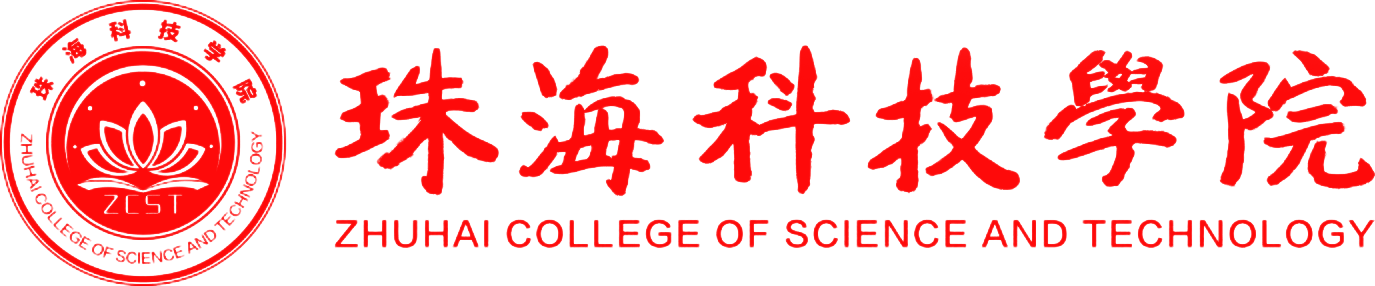 珠海科技学院
ZCST
ZHUHAI COLLEGE OF SCIENCE AND TECHNOLOGY
珠海科技學院
ZHUHAI COLLEGE OF SCIENCE AND TECHNOLOGY